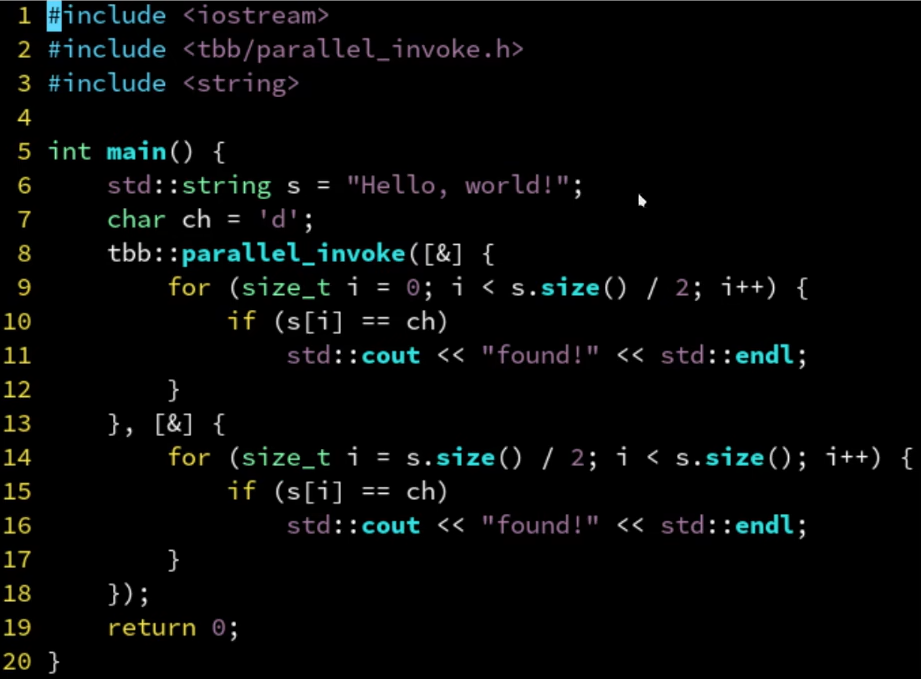 1 #include <iostream>
2 #include <tbb/parallel_invoke.h>
3 #include <string>
4
5 int main() {
6     std::string s = "Hello, world!";
7     char ch = 'd';
8     tbb::parallel_invoke([&] {
9         for (size_t i = 0; i < s.size() / 2; i++) {
10             if (s[i] == ch)
11                 std::cout << "found!" << std::endl;
12         }
13     }, [&] {
14         for (size_t i = s.size() / 2; i < s.size(); i++) {
15             if (s[i] == ch)
16                 std::cout << "found!" << std::endl;
17         }
18     });
19     return 0;
20 }